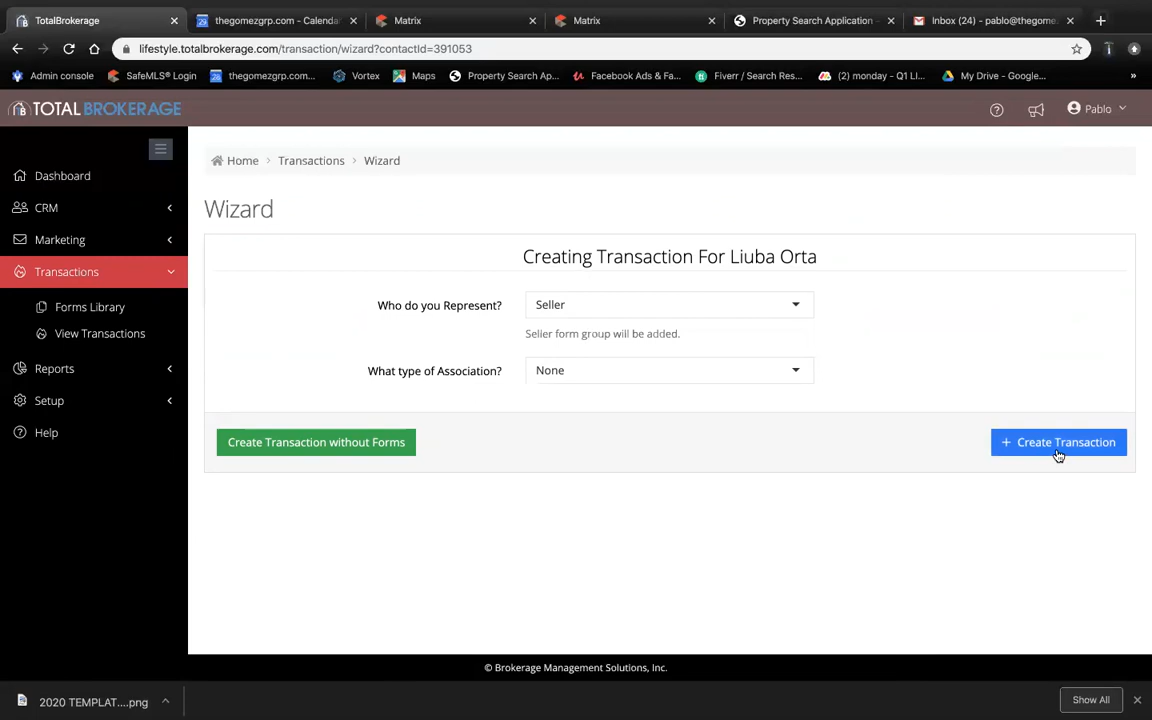 TotalBrokerage
thegomezgrp.com - Calenda
Matrix
Matrix
Property Search Application -
Inbox (24) - pablo@thegome
lifestyle.totalbrokerage.com/transaction/wizard?contactId=391053
Admin console
SafeMLS® Login
thegomezgrp.com...
Vortex
Maps
Property Search Ap...
Facebook Ads & Fa...
Fiverr / Search Res...
(2) monday - Q1 LI...
My Drive - Google...
»
TOTAL BROKERAGE
Pablo
Home > Transactions > Wizard
Dashboard
CRM
Marketing
Transactions
Forms Library
View Transactions
Reports
Setup
Help
Wizard
Creating Transaction For Liuba Orta
Who do you Represent?
Seller
Seller form group will be added.
What type of Association?
None
Create Transaction without Forms
+ Create Transaction
© Brokerage Management Solutions, Inc.
2020 TEMPLAT....png
Show All